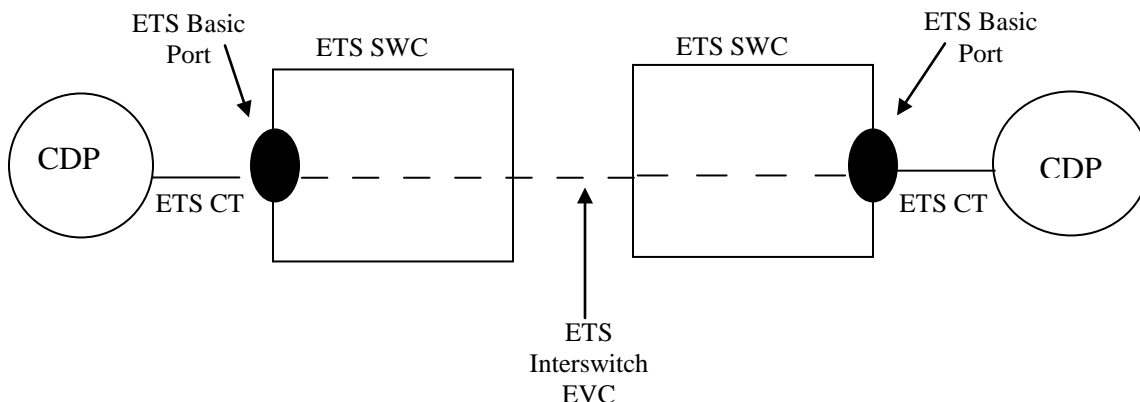 ETS Basic
Port
ETS SWC
ETS SWC
ETS Basic
Port
CDP
ETS CT
ETS CT
CDP
ETS
Interswitch
EVC